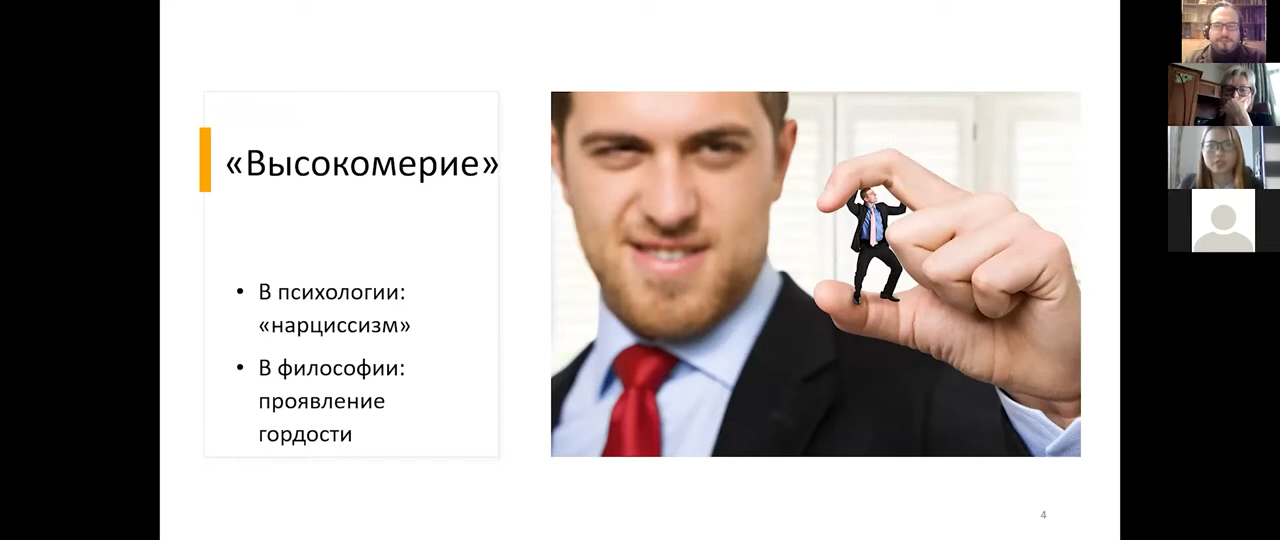 «Высокомерие»
• В психологии:
«нарциссизм»
• В философии:
проявление
гордости
4